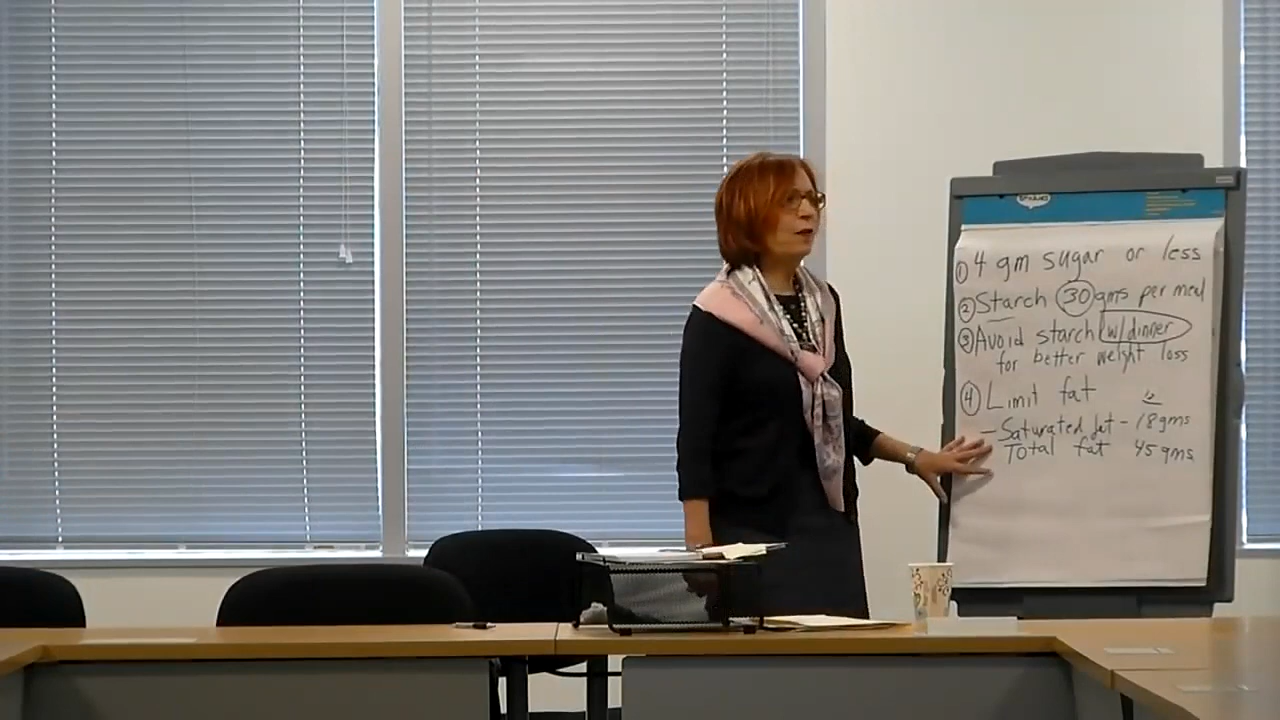 ① 4 gm sugar or less
② Starch 30 gms per meal
③ Avoid starch w/dinner
for better weight loss
④ Limit fat
- Saturated fat - 18gms
Total fat 45 gms